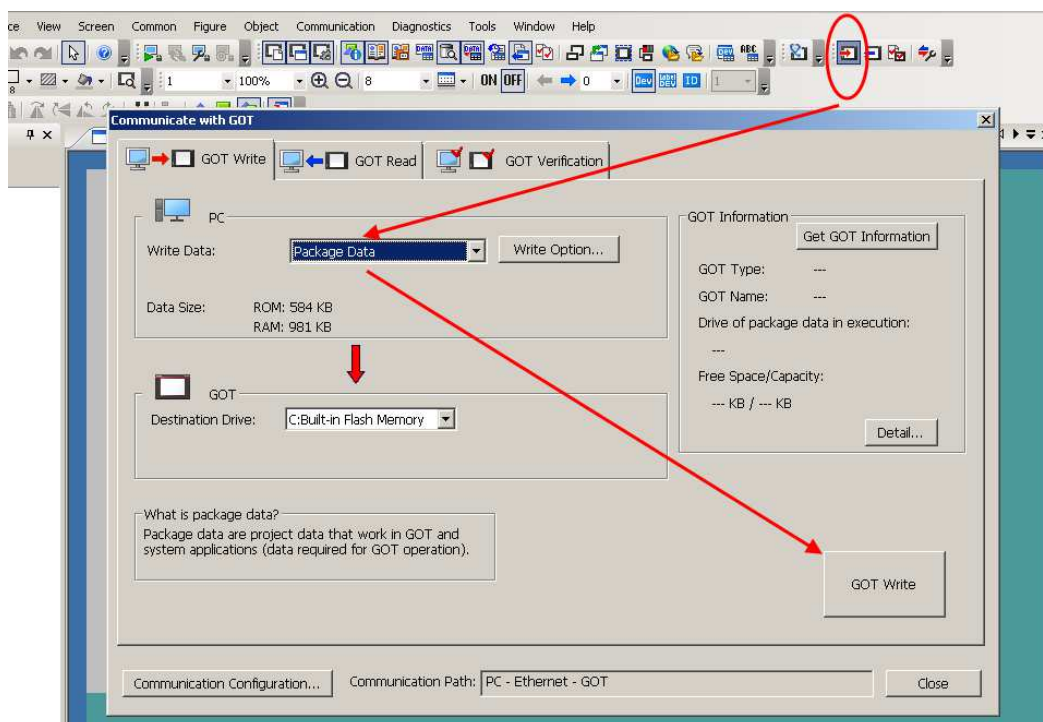 ce View Screen Common Figure Object Communication Diagnostics Tools Window Help
8 1 100% 8 ON OFF 0 Dev ID 1
Communicate with GOT
GOT Write GOT Read GOT Verification
PC
Write Data: Package Data Write Option...
Data Size: ROM: 584 KB
RAM: 981 KB
GOT
Destination Drive: C:Built-in Flash Memory
What is package data?
Package data are project data that work in GOT and
system applications (data required for GOT operation).
GOT Information
Get GOT Information
GOT Type: ---
GOT Name: ---
Drive of package data in execution:
---
Free Space/Capacity:
--- KB / --- KB
Detail...
GOT Write
Communication Configuration... Communication Path: PC - Ethernet - GOT Close